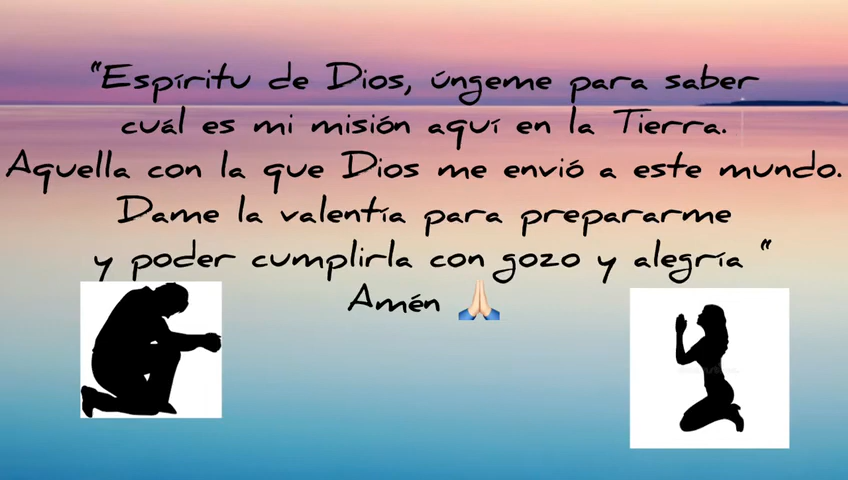 "Espíritu de Dios, úngeme para saber
cuál es mi misión aquí en la Tierra.
Aquella con la que Dios me envió a este mundo.
Dame la valentía para prepararme
y poder cumplirla con gozo y alegría "
Amén 🙏🏻